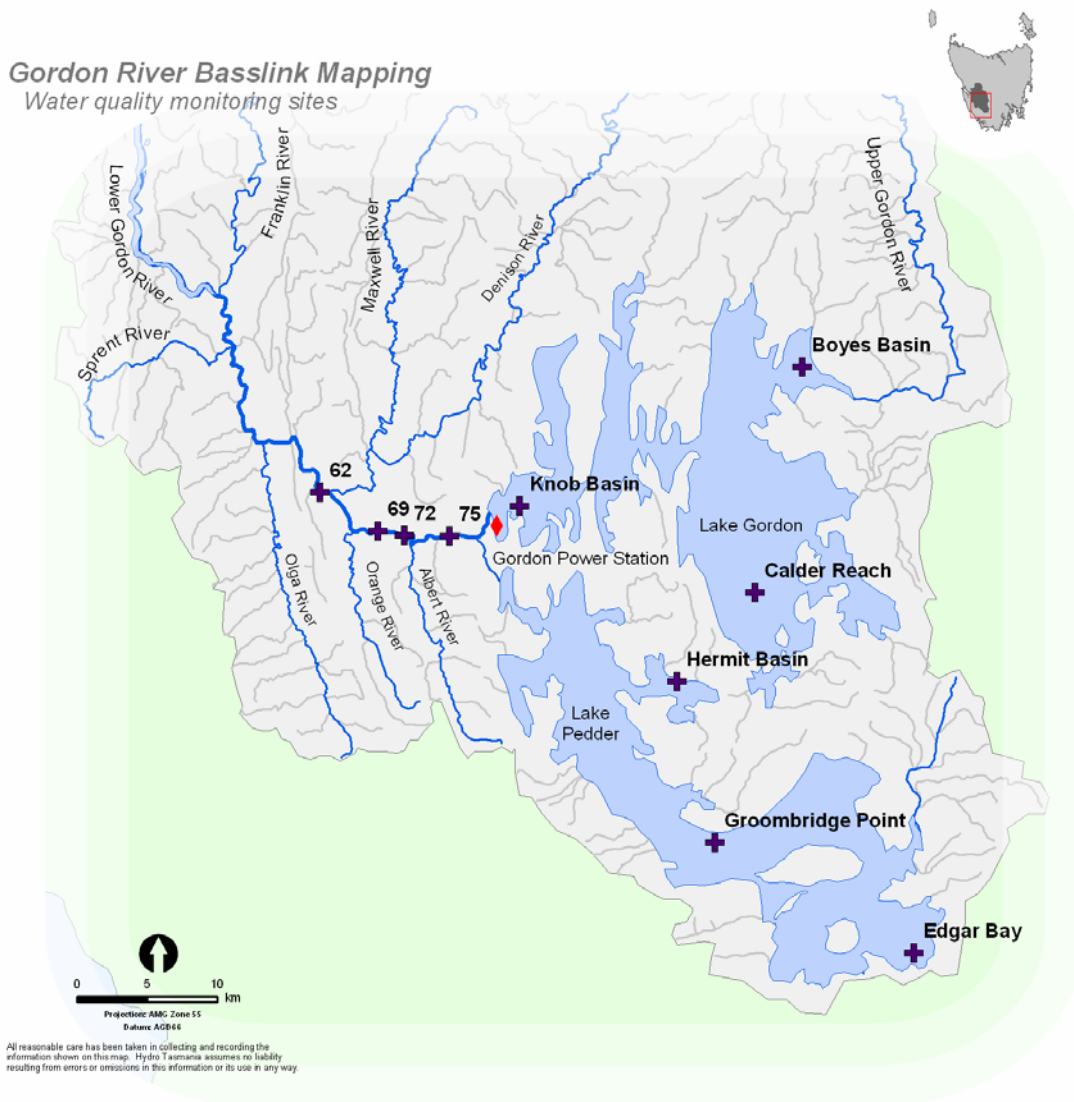 Gordon River Basslink Mapping
Water quality monitoring sites
Lower Gordon River
Franklin River
Maxwell River
Denison River
Upper Gordon River
Sprent River
Boyes Basin
62
Knob Basin
69
72
75
Lake Gordon
Gordon Power Station
Calder Reach
Olga River
Orange River
Albert River
Hermit Basin
Lake
Pedder
Groombridge Point
Edgar Bay
0 5 10
km
Projection: AMG Zone 55
Datum: AGD66
All reasonable care has been taken in collecting and recording the
information shown on this map. Hydro Tasmania assumes no liability
resulting from errors or omissions in this information or its use in any way.